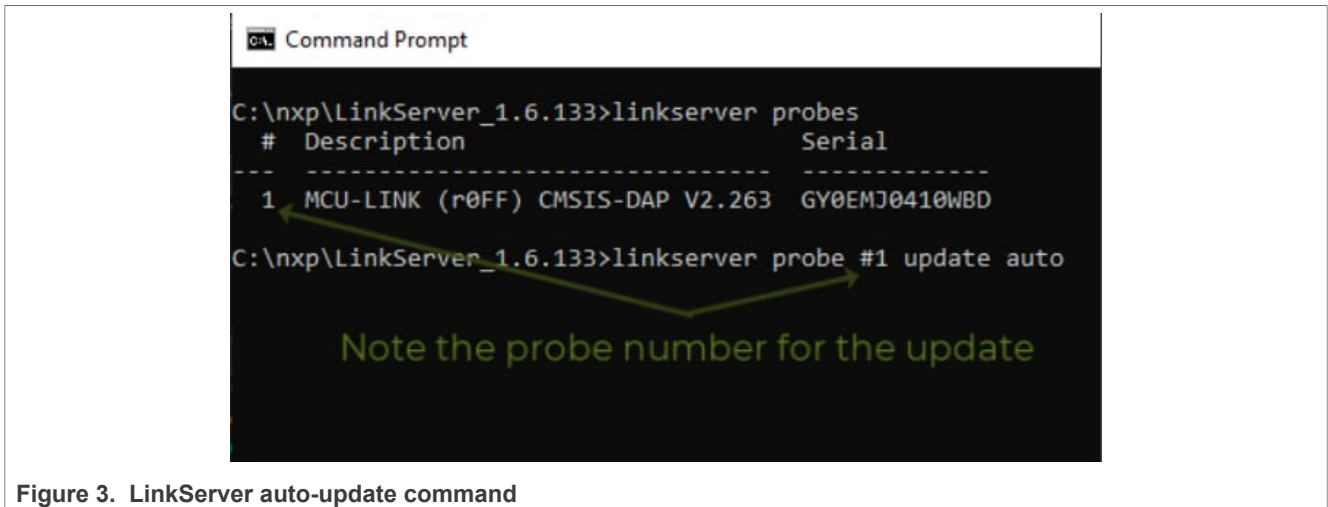 Command Prompt
C:\nxp\LinkServer_1.6.133>linkserver probes
# Description Serial
--- -------------------------------- -------------
1 MCU-LINK (r0FF) CMSIS-DAP V2.263 GY0EMJ0410WBD
C:\nxp\LinkServer_1.6.133>linkserver probe #1 update auto
Note the probe number for the update
Figure 3. LinkServer auto-update command